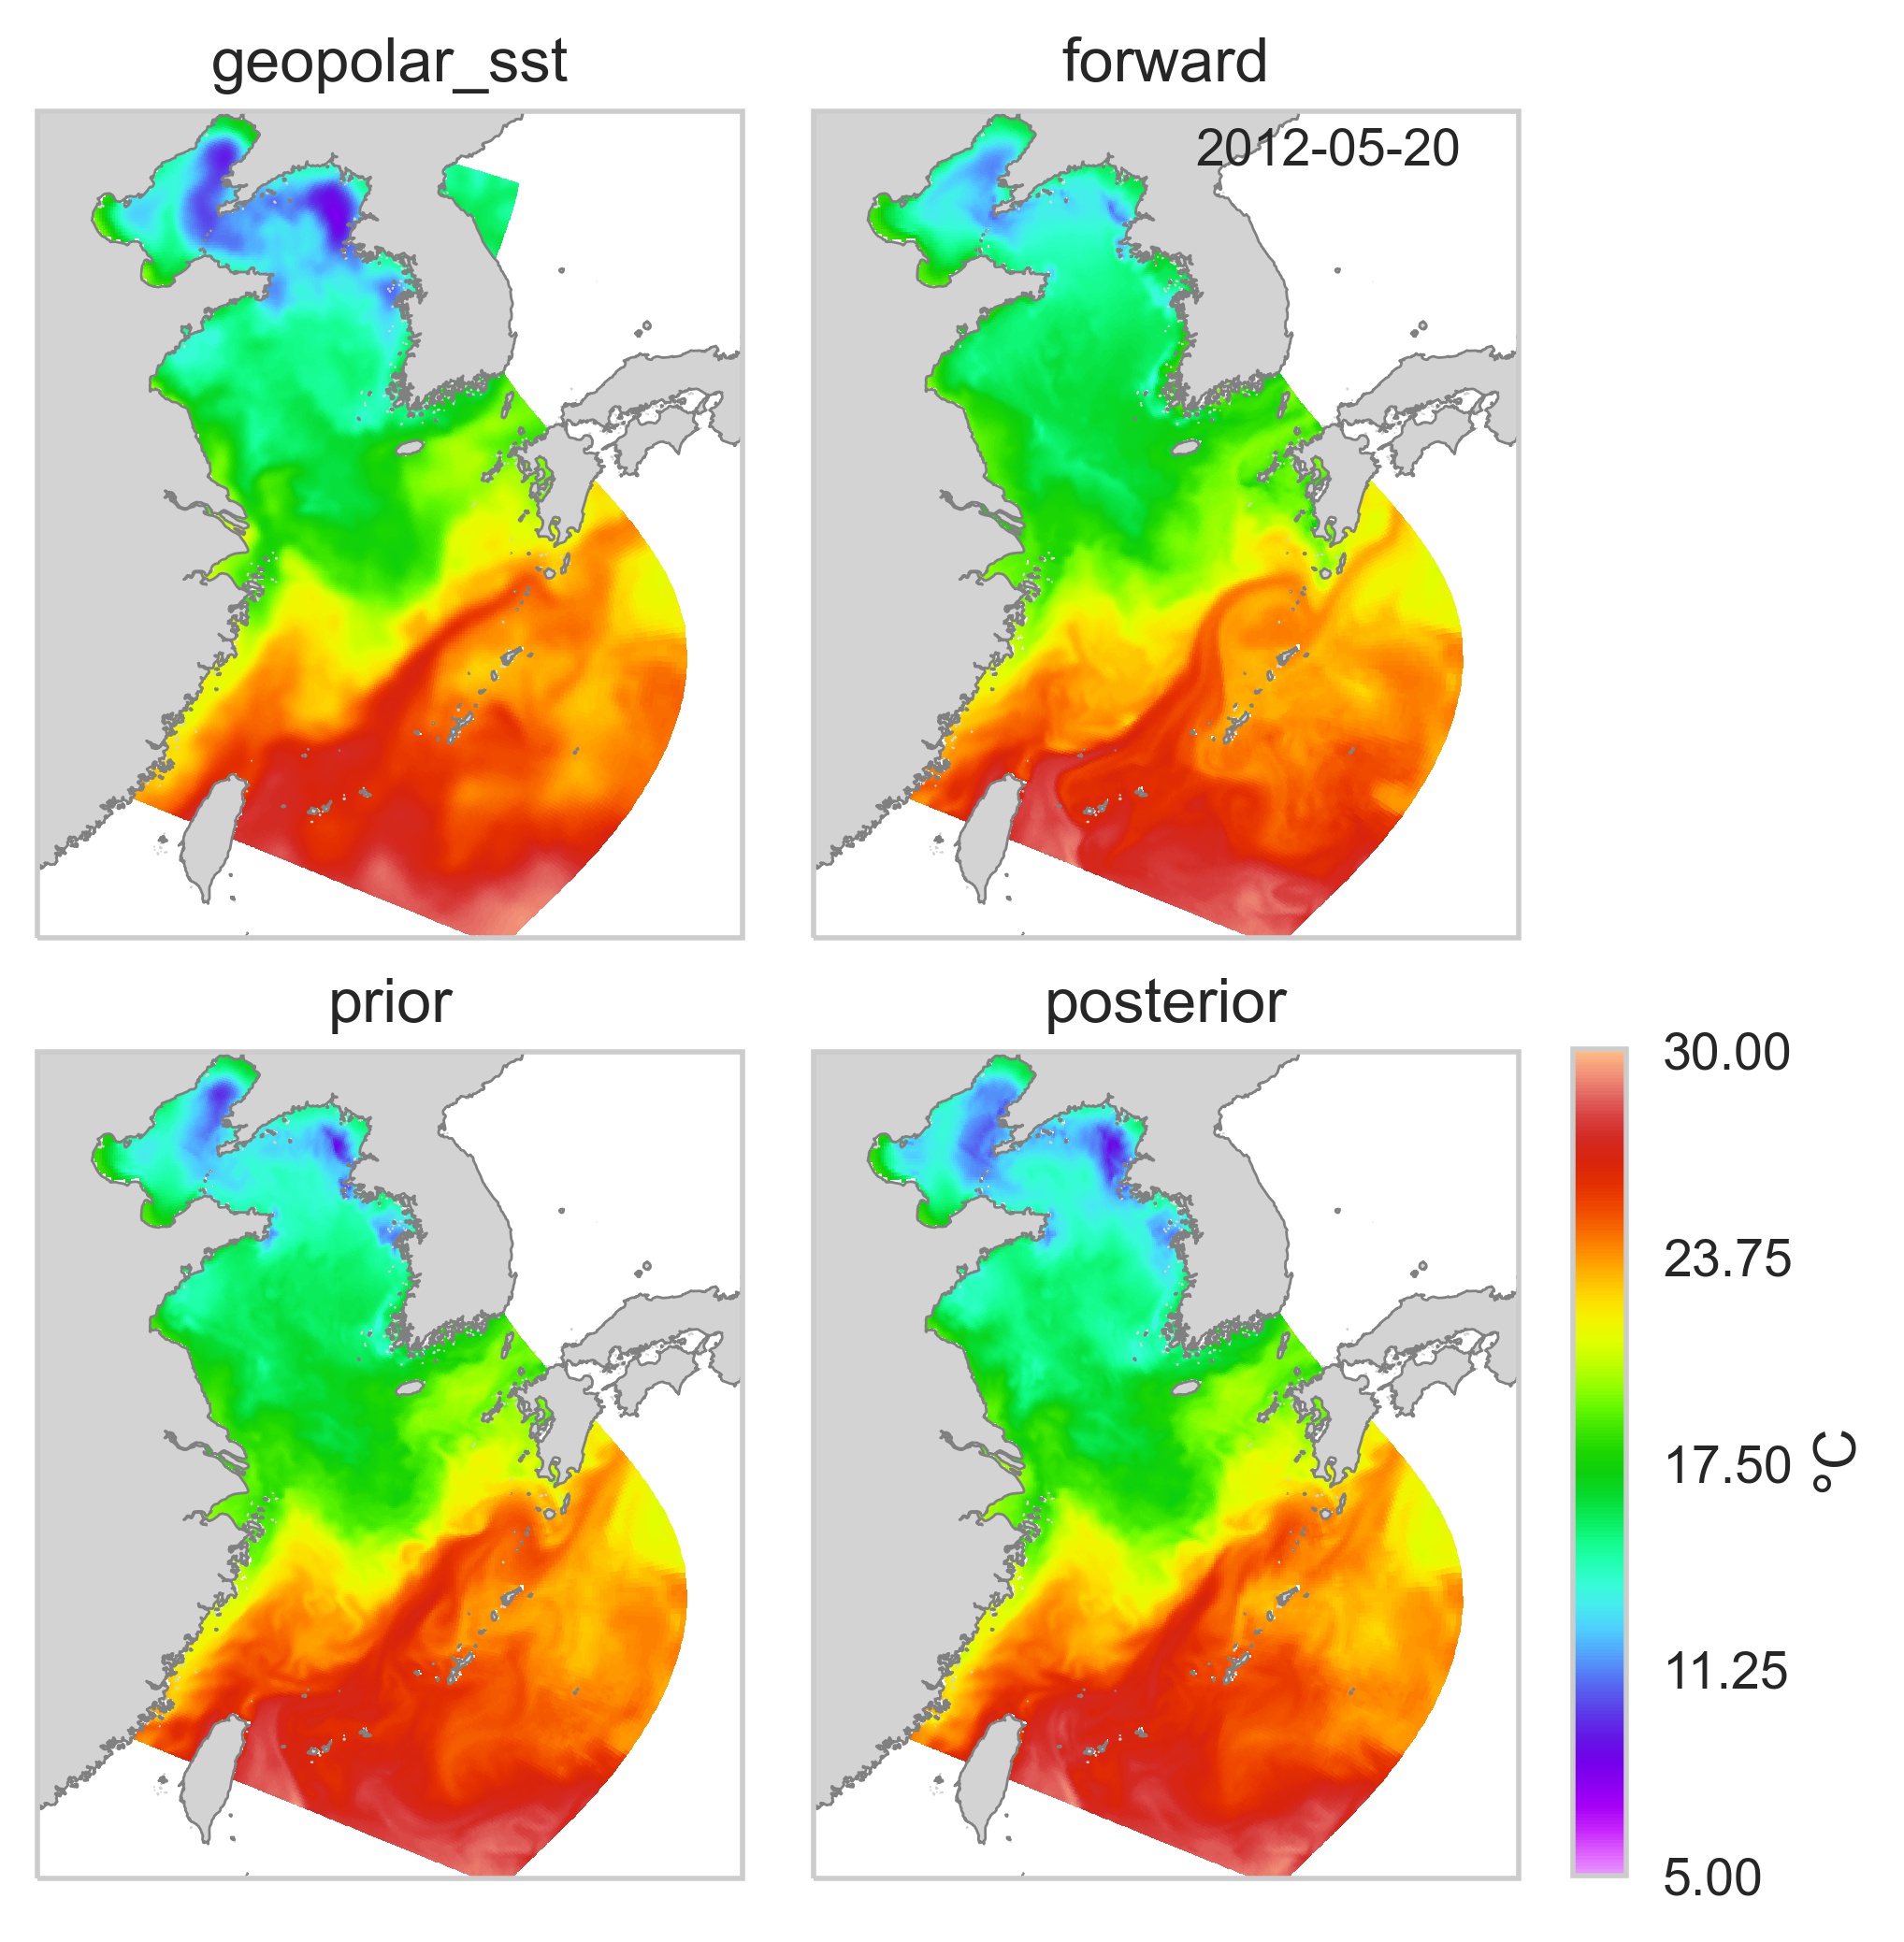 geopolar_sst
forward
2012-05-20
prior
posterior
30.00
23.75
17.50
11.25
5.00
°C